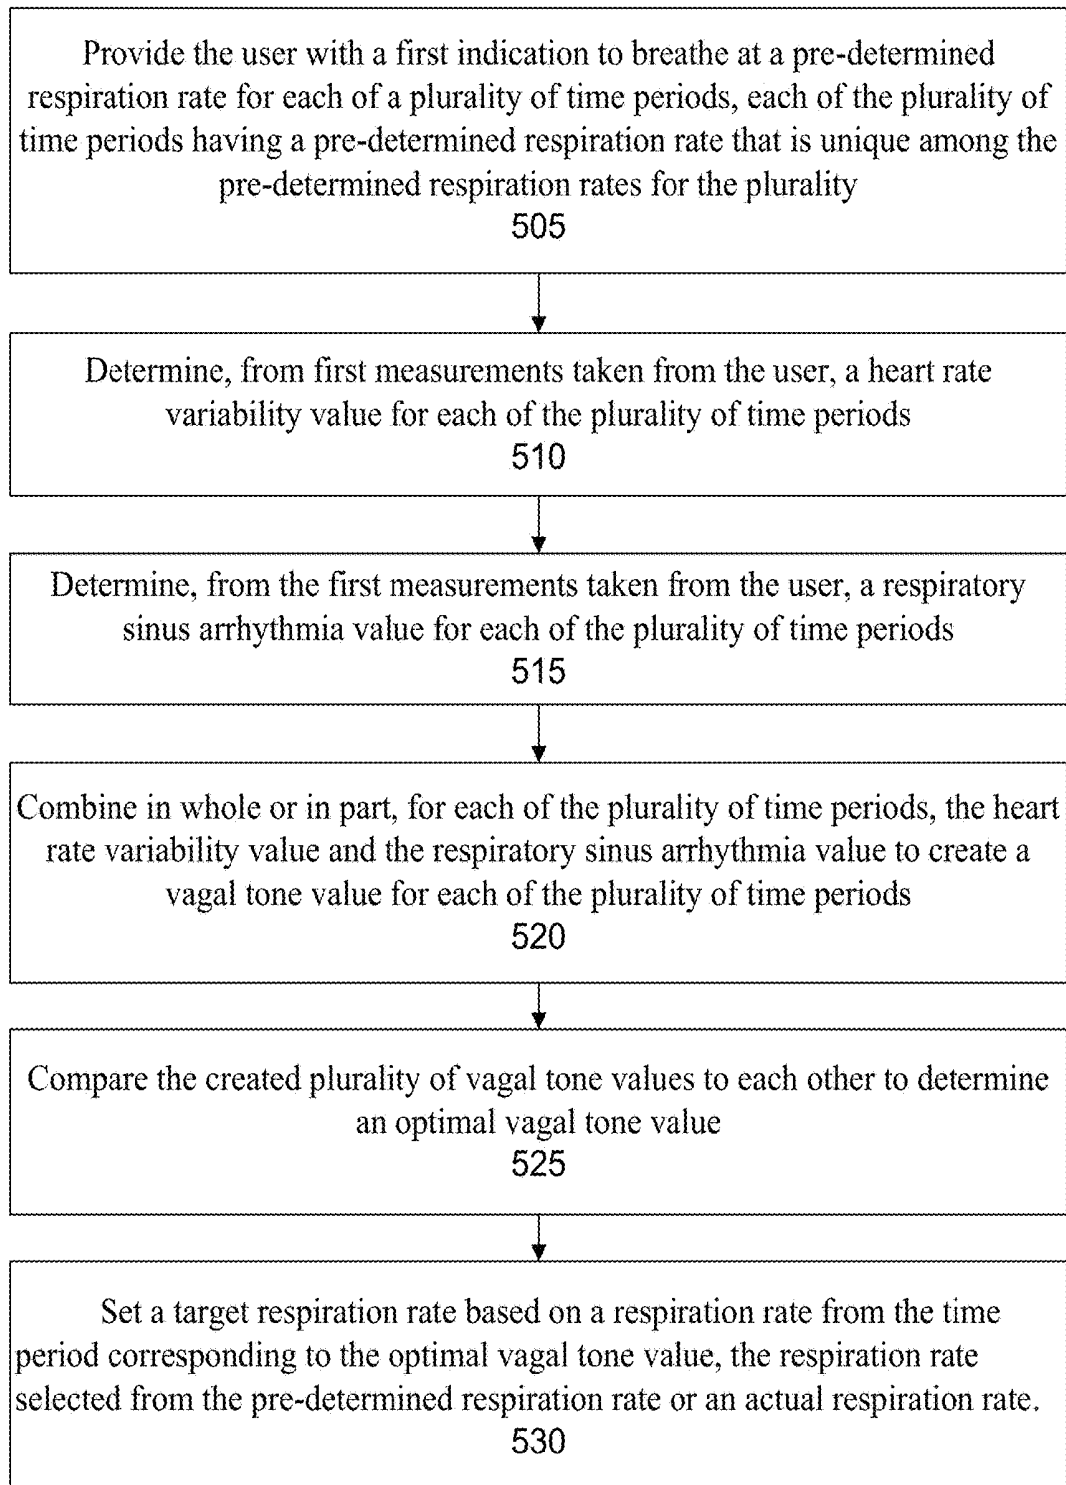 Provide the user with a first indication to breathe at a pre-determined
respiration rate for each of a plurality of time periods, each of the plurality of
time periods having a pre-determined respiration rate that is unique among the
pre-determined respiration rates for the plurality
505
Determine, from first measurements taken from the user, a heart rate
variability value for each of the plurality of time periods
510
Determine, from the first measurements taken from the user, a respiratory
sinus arrhythmia value for each of the plurality of time periods
515
Combine in whole or in part, for each of the plurality of time periods, the heart
rate variability value and the respiratory sinus arrhythmia value to create a
vagal tone value for each of the plurality of time periods
520
Compare the created plurality of vagal tone values to each other to determine
an optimal vagal tone value
525
Set a target respiration rate based on a respiration rate from the time
period corresponding to the optimal vagal tone value, the respiration rate
selected from the pre-determined respiration rate or an actual respiration rate.
530